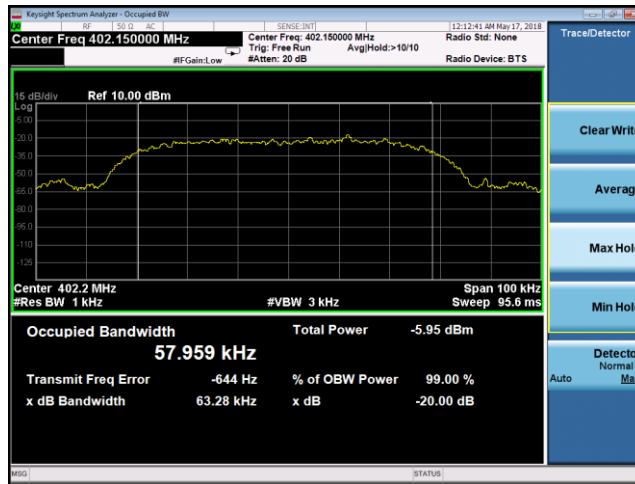 Keysight Spectrum Analyzer - Occupied BW
RF 50 Ω AC SENSE:INT 12:12:41 AM May 17, 2018
Center Freq 402.150000 MHz
Center Freq: 402.150000 MHz Radio Std: None
Trig: Free Run Avg|Hold:>10/10
#IFGain:Low #Atten: 20 dB Radio Device: BTS
Trace/Detector
15 dB/div Ref 10.00 dBm
Log
-5.00
-20.0
-35.0
-50.0
-65.0
-80.0
-95.0
-110
-125
Center 402.2 MHz Span 100 kHz
#Res BW 1 kHz #VBW 3 kHz Sweep 95.6 ms
Occupied Bandwidth Total Power -5.95 dBm
57.959 kHz
Transmit Freq Error -644 Hz % of OBW Power 99.00 %
x dB Bandwidth 63.28 kHz x dB -20.00 dB
Clear Writ
Averag
Max Hol
Min Hol
Detecto
Normal
Auto Ma
MSG STATUS